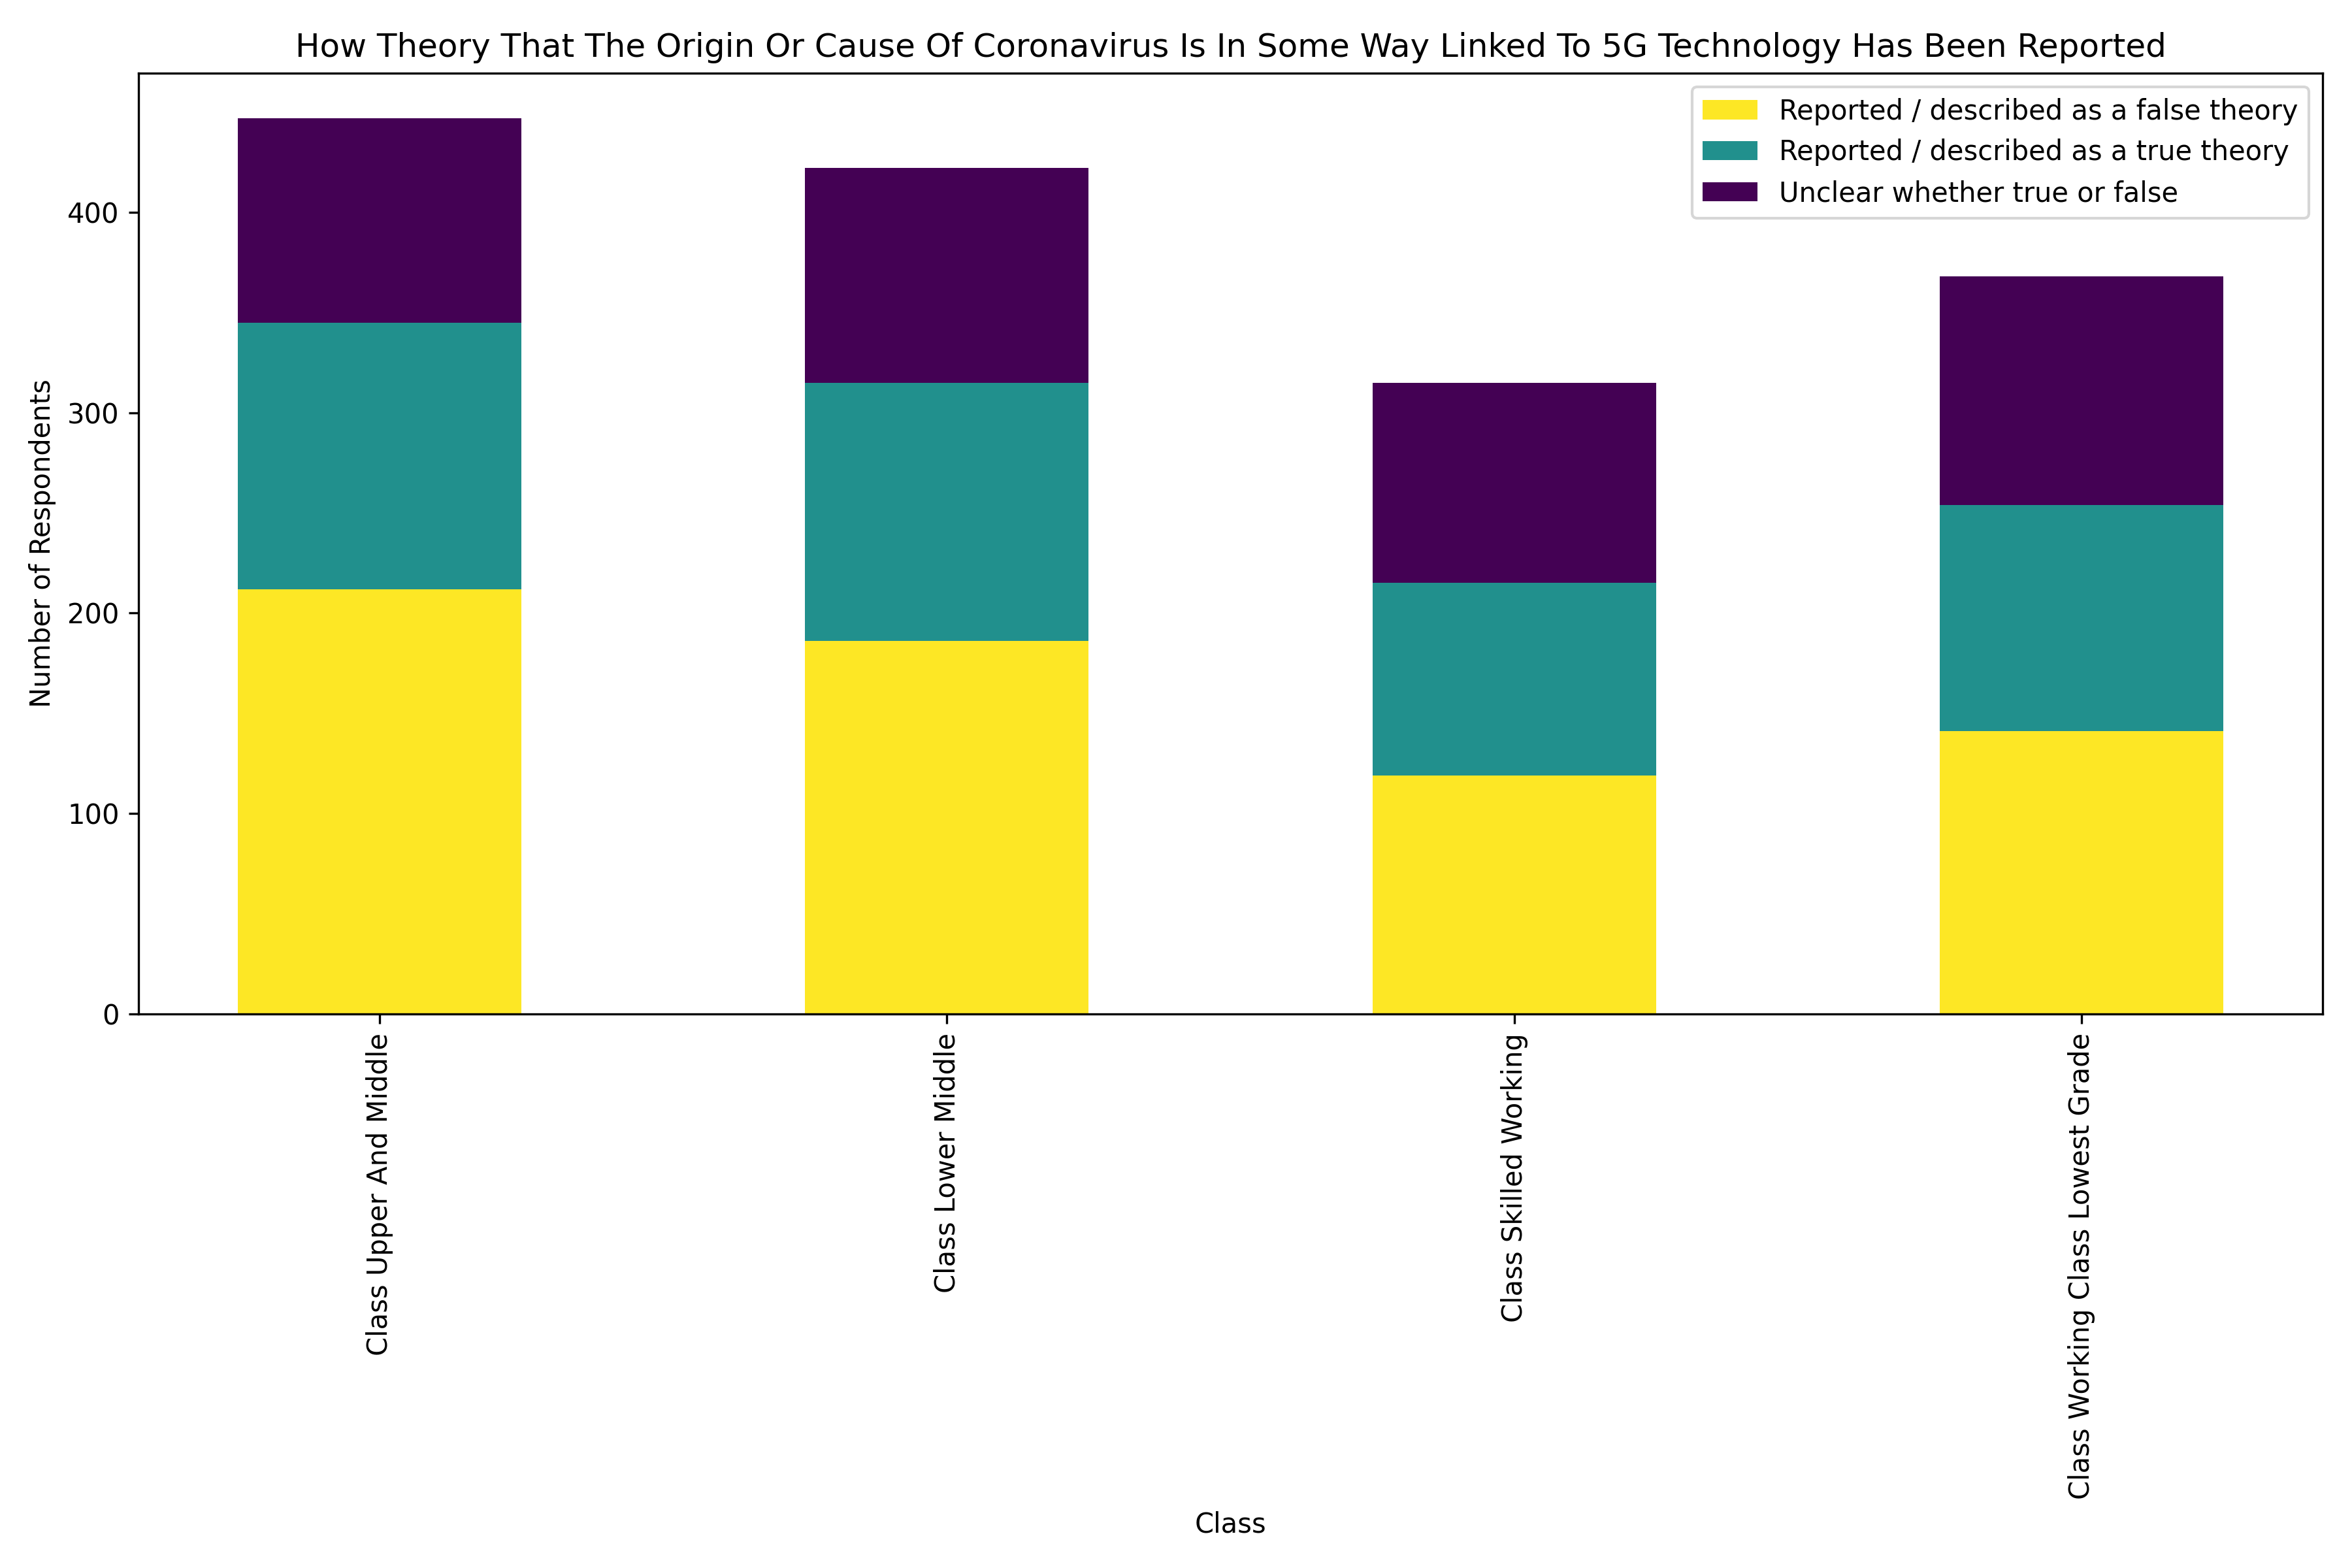 How Theory That The Origin Or Cause Of Coronavirus Is In Some Way Linked To 5G Technology Has Been Reported
Reported / described as a false theory
Reported / described as a true theory
Unclear whether true or false
Number of Respondents
400
300
200
100
0
Class Upper And Middle
Class Lower Middle
Class Skilled Working
Class Working Class Lowest Grade
Class